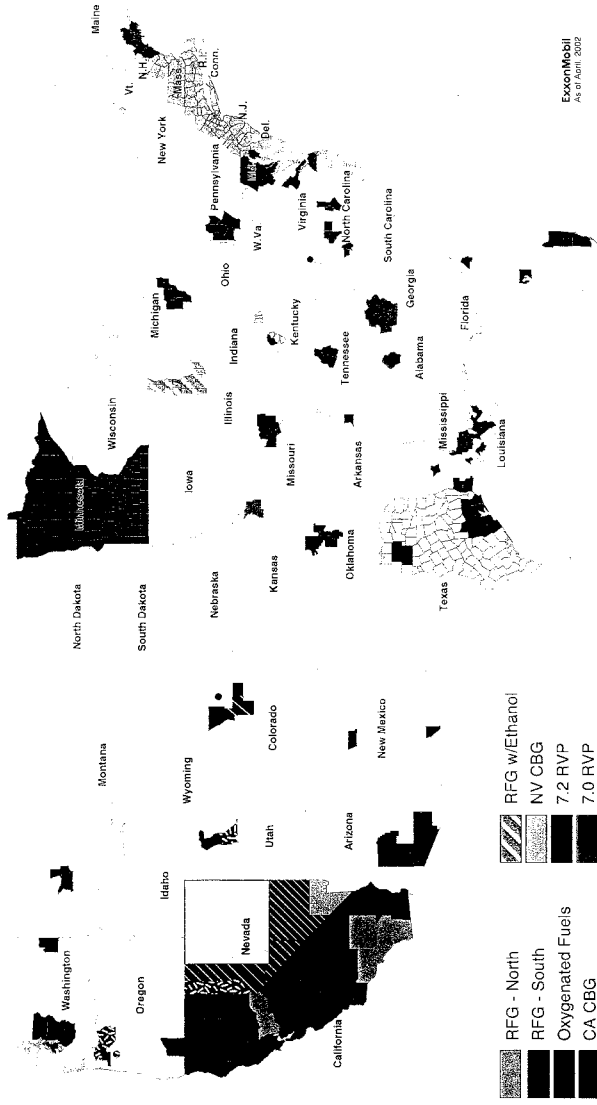 Washington
Oregon
California
Nevada
Idaho
Montana
Wyoming
Utah
Arizona
Colorado
New Mexico
North Dakota
South Dakota
Nebraska
Kansas
Oklahoma
Texas
Minnesota
Iowa
Missouri
Arkansas
Louisiana
Wisconsin
Illinois
Mississippi
Michigan
Indiana
Kentucky
Tennessee
Alabama
Ohio
W.Va.
Virginia
North Carolina
South Carolina
Georgia
Florida
Pennsylvania
New York
Vt.
N.H.
Maine
Mass.
R.I.
Conn.
N.J.
Del.
RFG - North
RFG - South
Oxygenated Fuels
CA CBG
RFG w/Ethanol
NV CBG
7.2 RVP
7.0 RVP
ExxonMobil
As of April, 2002